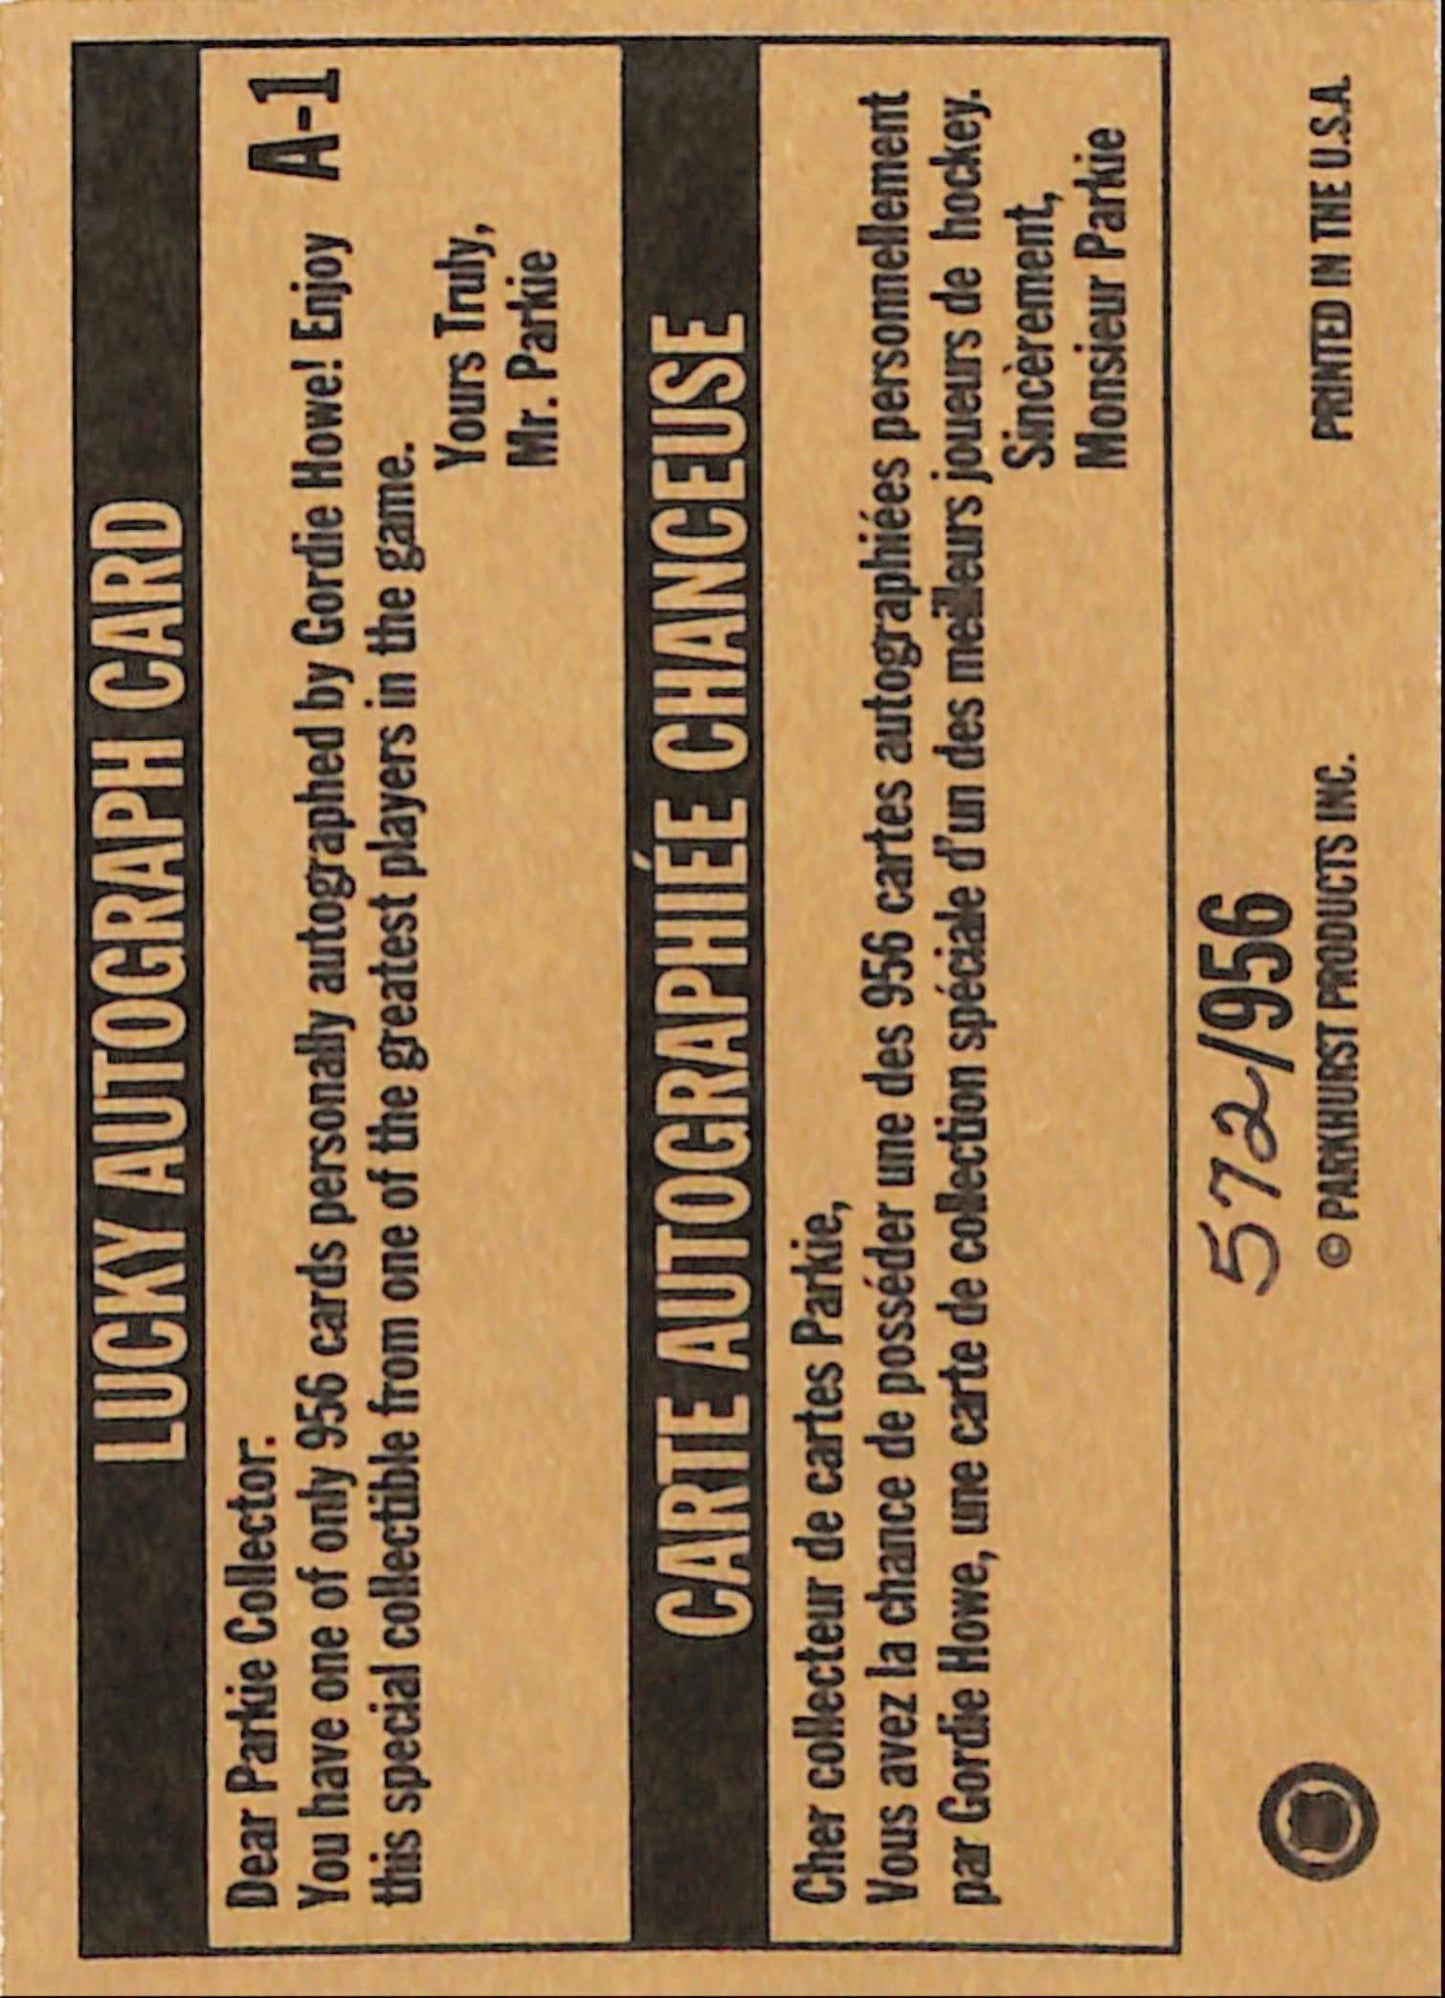 LUCKY AUTOGRAPH CARD
Dear Parkie Collector. A-1
You have one of only 956 cards personally autographed by Gordie Howe! Enjoy
this special collectible from one of the greatest players in the game.
Yours Truly,
Mr. Parkie
CARTE AUTOGRAPHIÉE CHANCEUSE
Cher collecteur de cartes Parkie,
Vous avez la chance de posséder une des 956 cartes autographiées personnellement
par Gordie Howe, une carte de collection spéciale d'un des meilleurs joueurs de hockey.
Sincèrement,
Monsieur Parkie
572/956
© PARKHURST PRODUCTS INC. PRINTED IN THE U.S.A.